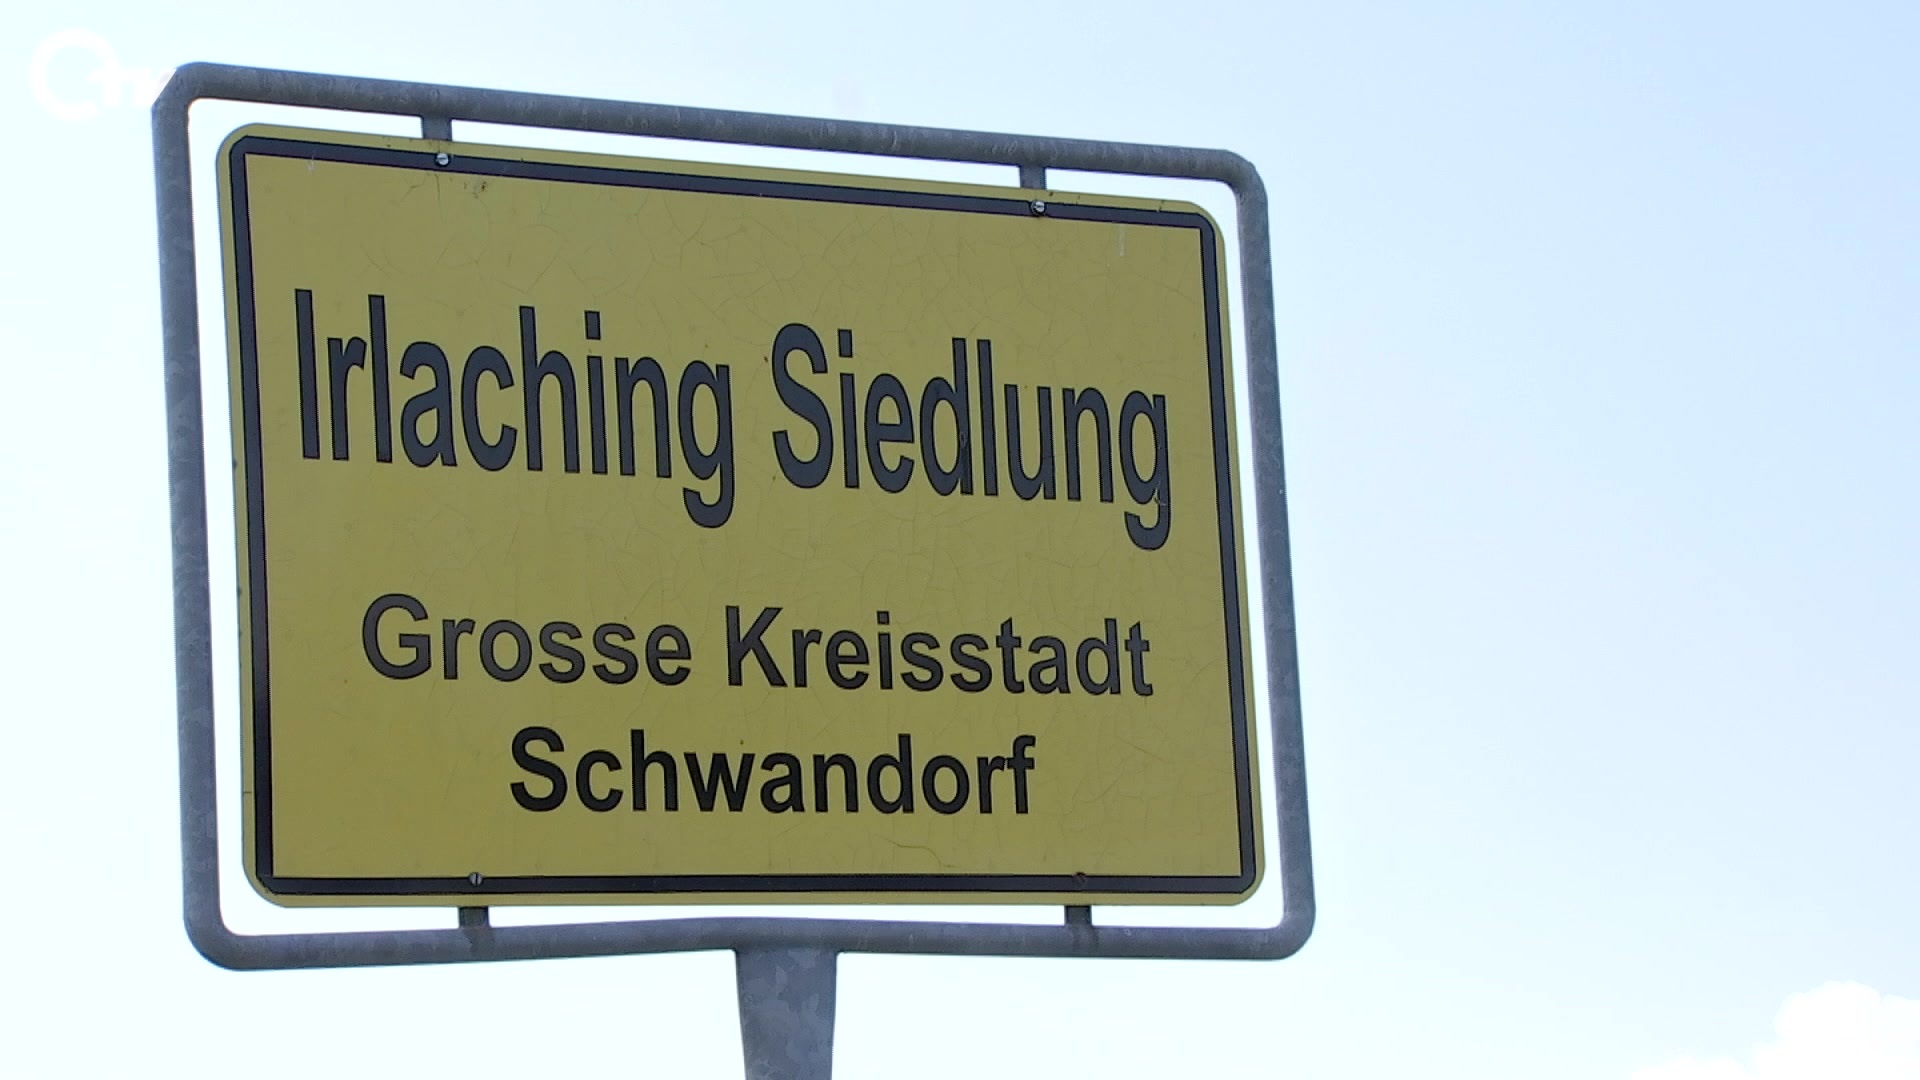 Irlaching Siedlung
Grosse Kreisstadt
Schwandorf